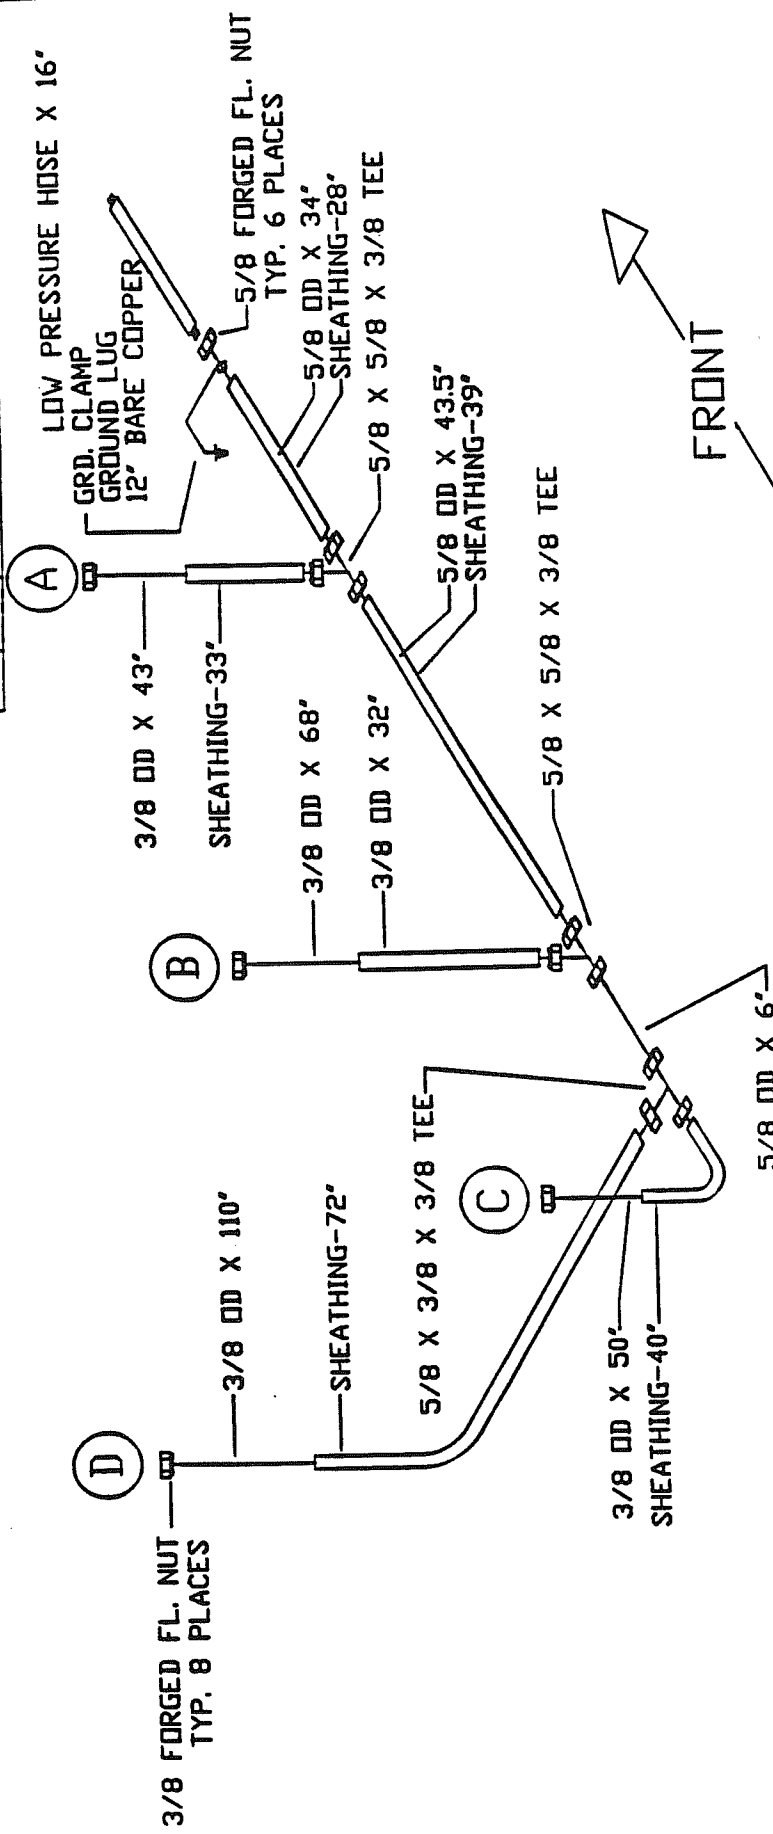 LOW PRESSURE HOSE X 16"
GRD. CLAMP
GROUND LUG
12" BARE COPPER
5/8 FORGED FL. NUT
TYP. 6 PLACES
5/8 OD X 34"
SHEATHING-28"
5/8 X 5/8 X 3/8 TEE
A
3/8 OD X 43"
SHEATHING-33"
5/8 OD X 43.5"
SHEATHING-39"
FRONT
3/8 OD X 68"
3/8 OD X 32"
5/8 X 5/8 X 3/8 TEE
B
5/8 OD X 6"
5/8 X 3/8 X 3/8 TEE
C
3/8 OD X 50"
SHEATHING-40"
3/8 OD X 110"
SHEATHING-72"
D
3/8 FORGED FL. NUT
TYP. 8 PLACES